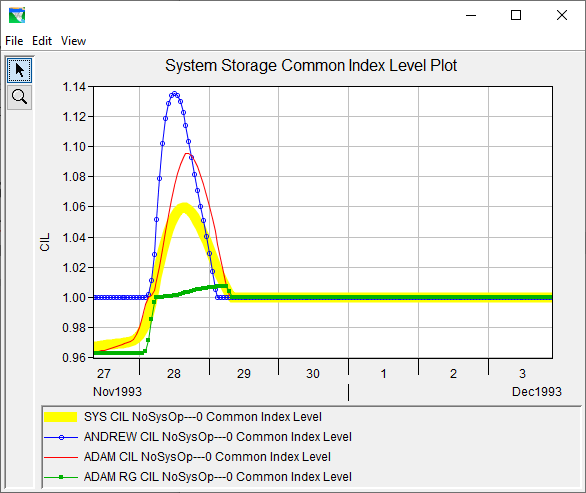 File Edit View
System Storage Common Index Level Plot
1.14
1.12
1.10
1.08
1.06
1.04
1.02
1.00
0.98
0.96
CIL
27 28 29 30 1 2 3
Nov1993 Dec1993
SYS CIL NoSysOp---0 Common Index Level
ANDREW CIL NoSysOp---0 Common Index Level
ADAM CIL NoSysOp---0 Common Index Level
ADAM RG CIL NoSysOp---0 Common Index Level